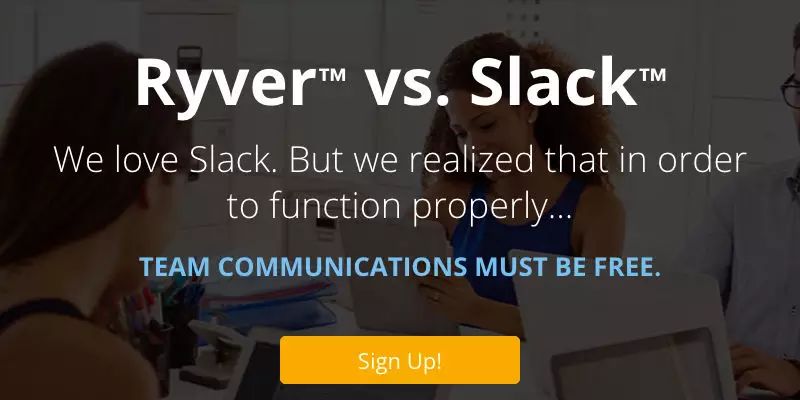 Ryver™ vs. Slack™
We love Slack. But we realized that in order
to function properly...
TEAM COMMUNICATIONS MUST BE FREE.
Sign Up!